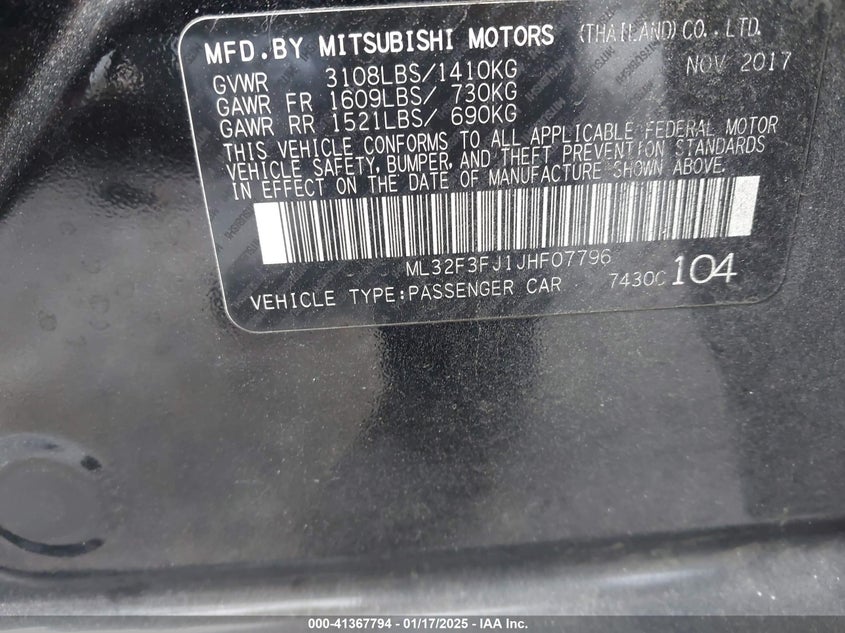 MFD.BY MITSUBISHI MOTORS (THAILAND) CO., LTD.
GVWR 3108LBS/1410KG NOV 2017
GAWR FR 1609LBS/ 730KG
GAWR RR 1521LBS/ 690KG
THIS VEHICLE CONFORMS TO ALL APPLICABLE FEDERAL MOTOR
VEHICLE SAFETY, BUMPER, AND THEFT PREVENTION STANDARDS
IN EFFECT ON THE DATE OF MANUFACTURE SHOWN ABOVE.
ML32F3FJ1JHF07796
VEHICLE TYPE:PASSENGER CAR 7430C 104
000-41367794 - 01/17/2025 - © IAA Inc.